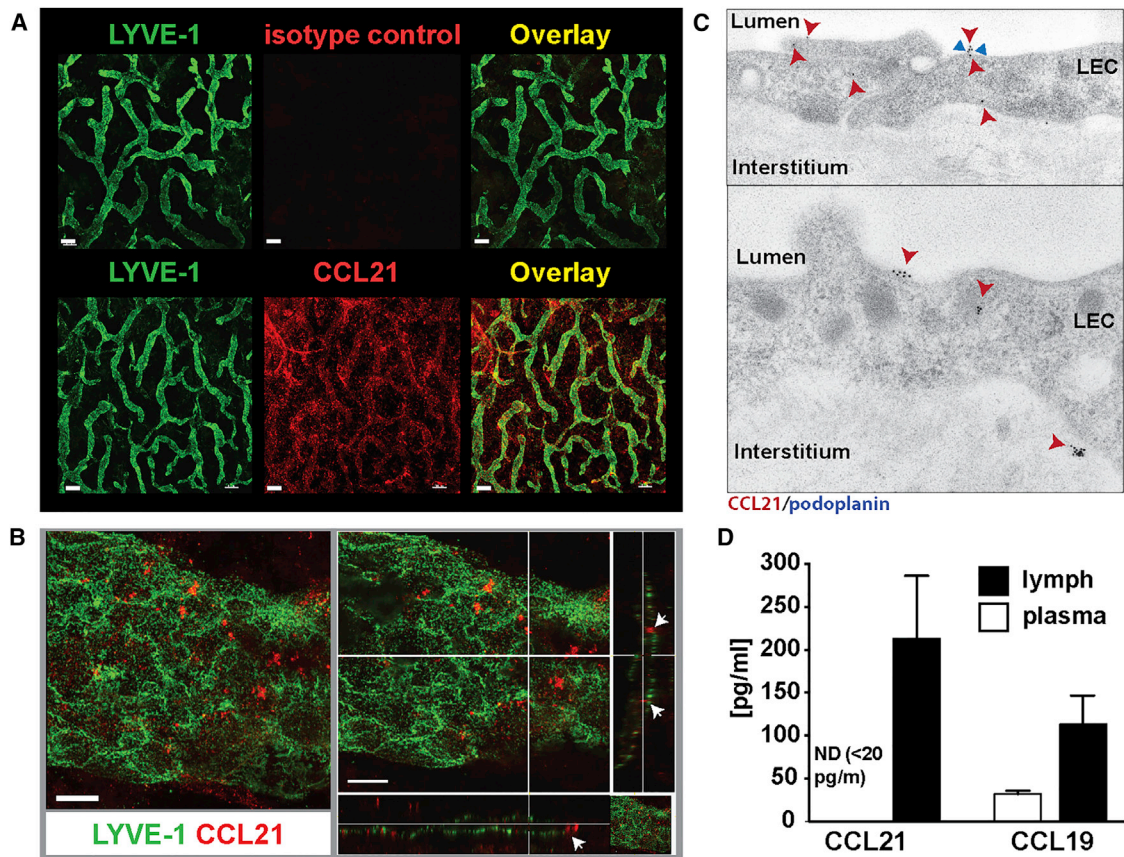 A
LYVE-1
isotype control
Overlay
LYVE-1
CCL21
Overlay
B
LYVE-1 CCL21
C
Lumen
LEC
Interstitium
Lumen
LEC
Interstitium
CCL21/podoplanin
D
[pg/ml]
300
250
200
150
100
50
0
ND (<20
pg/m)
lymph
plasma
CCL21
CCL19